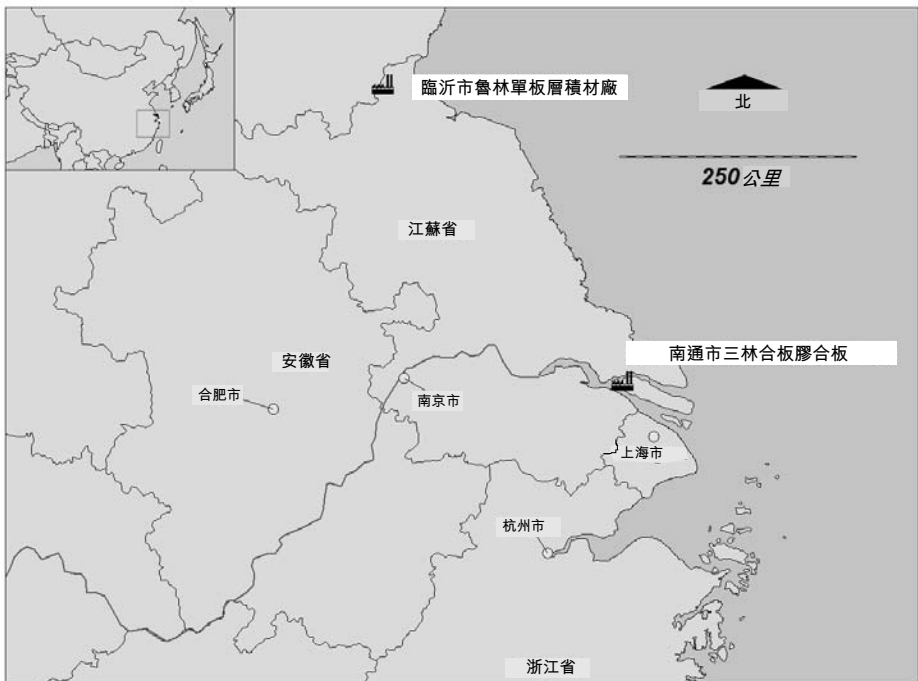 臨沂市魯林單板層積材廠
北
250公里
江蘇省
南通市三林合板膠合板
安徽省
合肥市
南京市
上海市
杭州市
浙江省